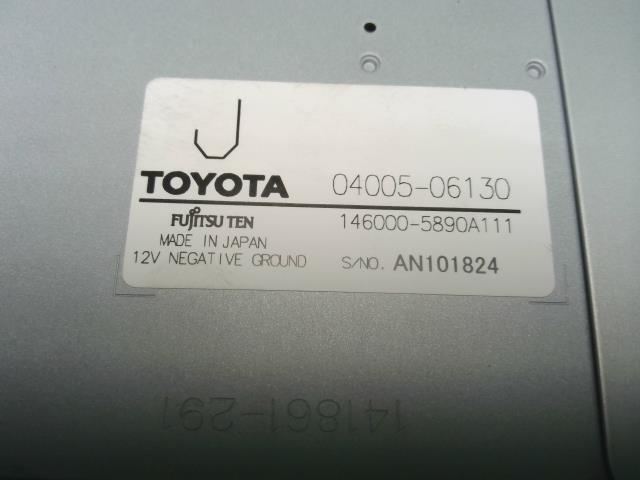 J
TOYOTA 04005-06130
FUJITSU TEN 146000-5890A111
MADE IN JAPAN
12V NEGATIVE GROUND S/NO. AN101824
141861-291